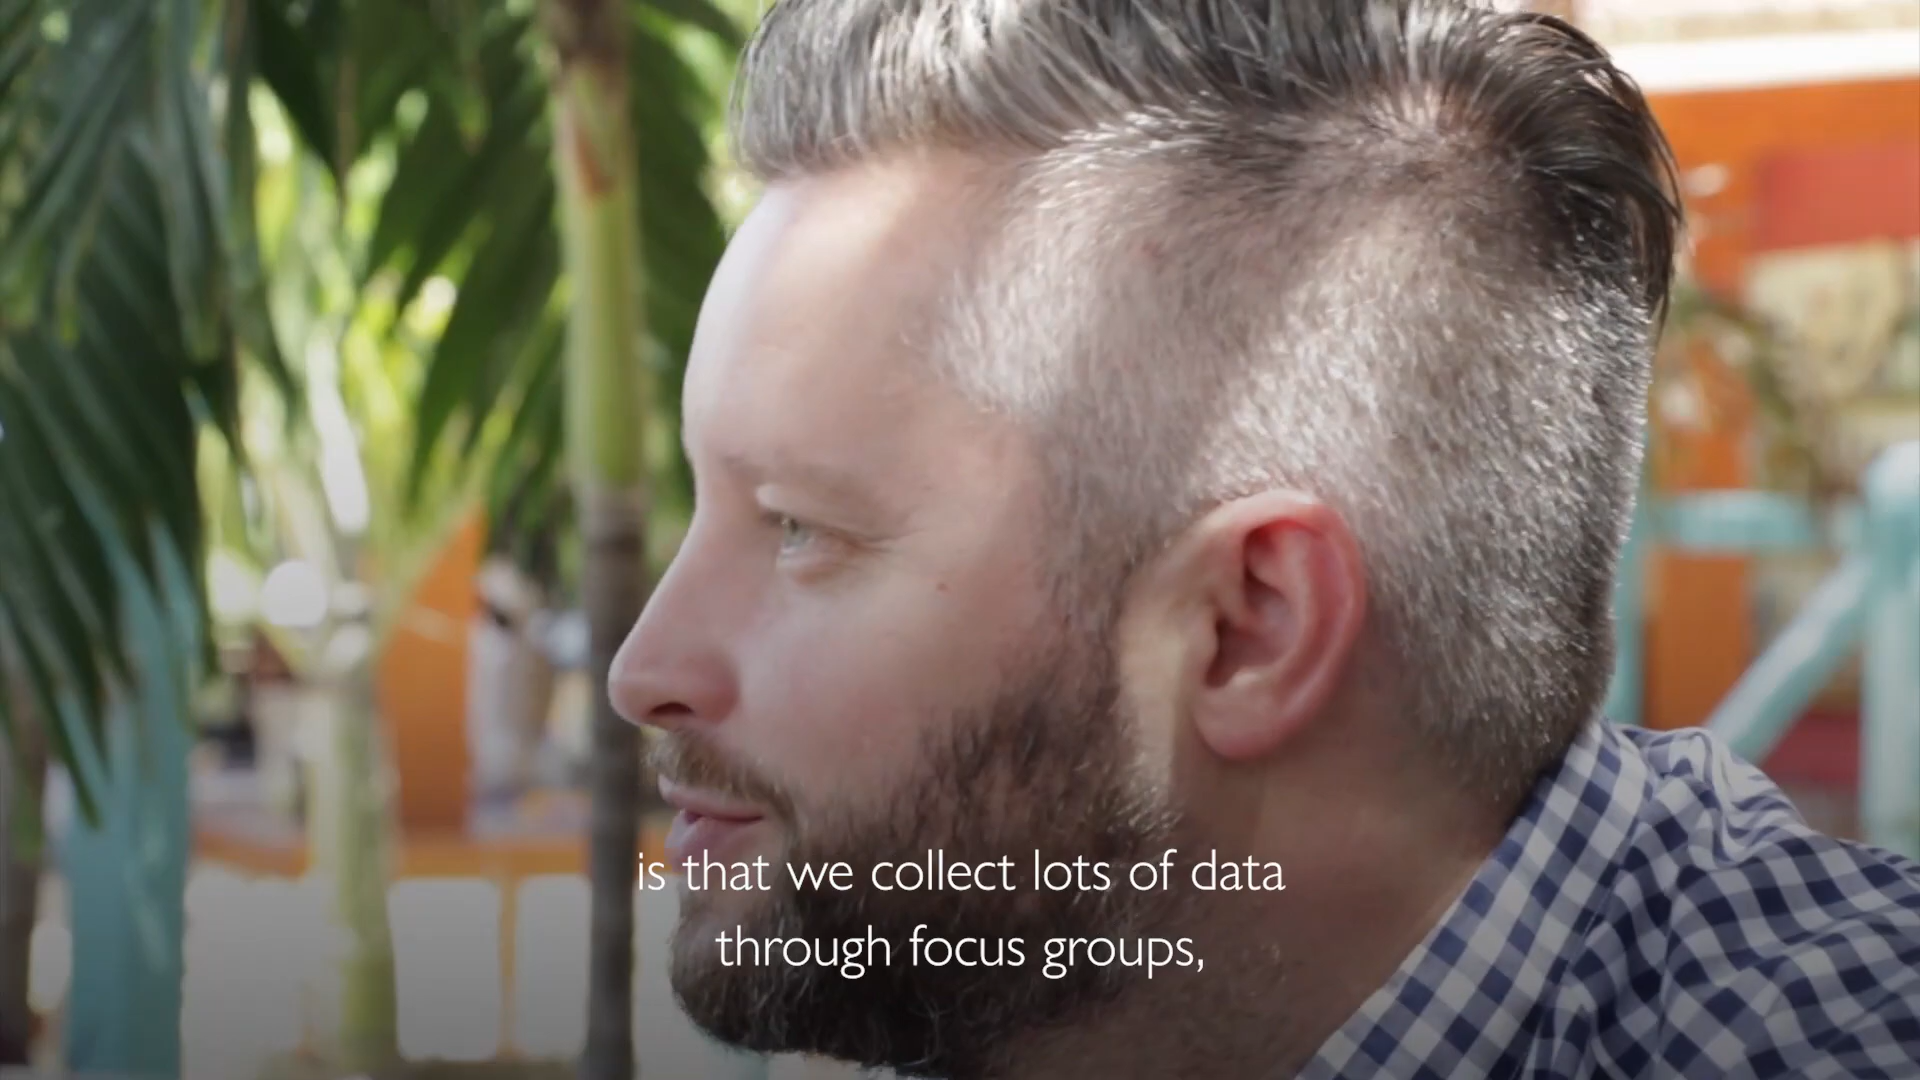 is that we collect lots of data
through focus groups,